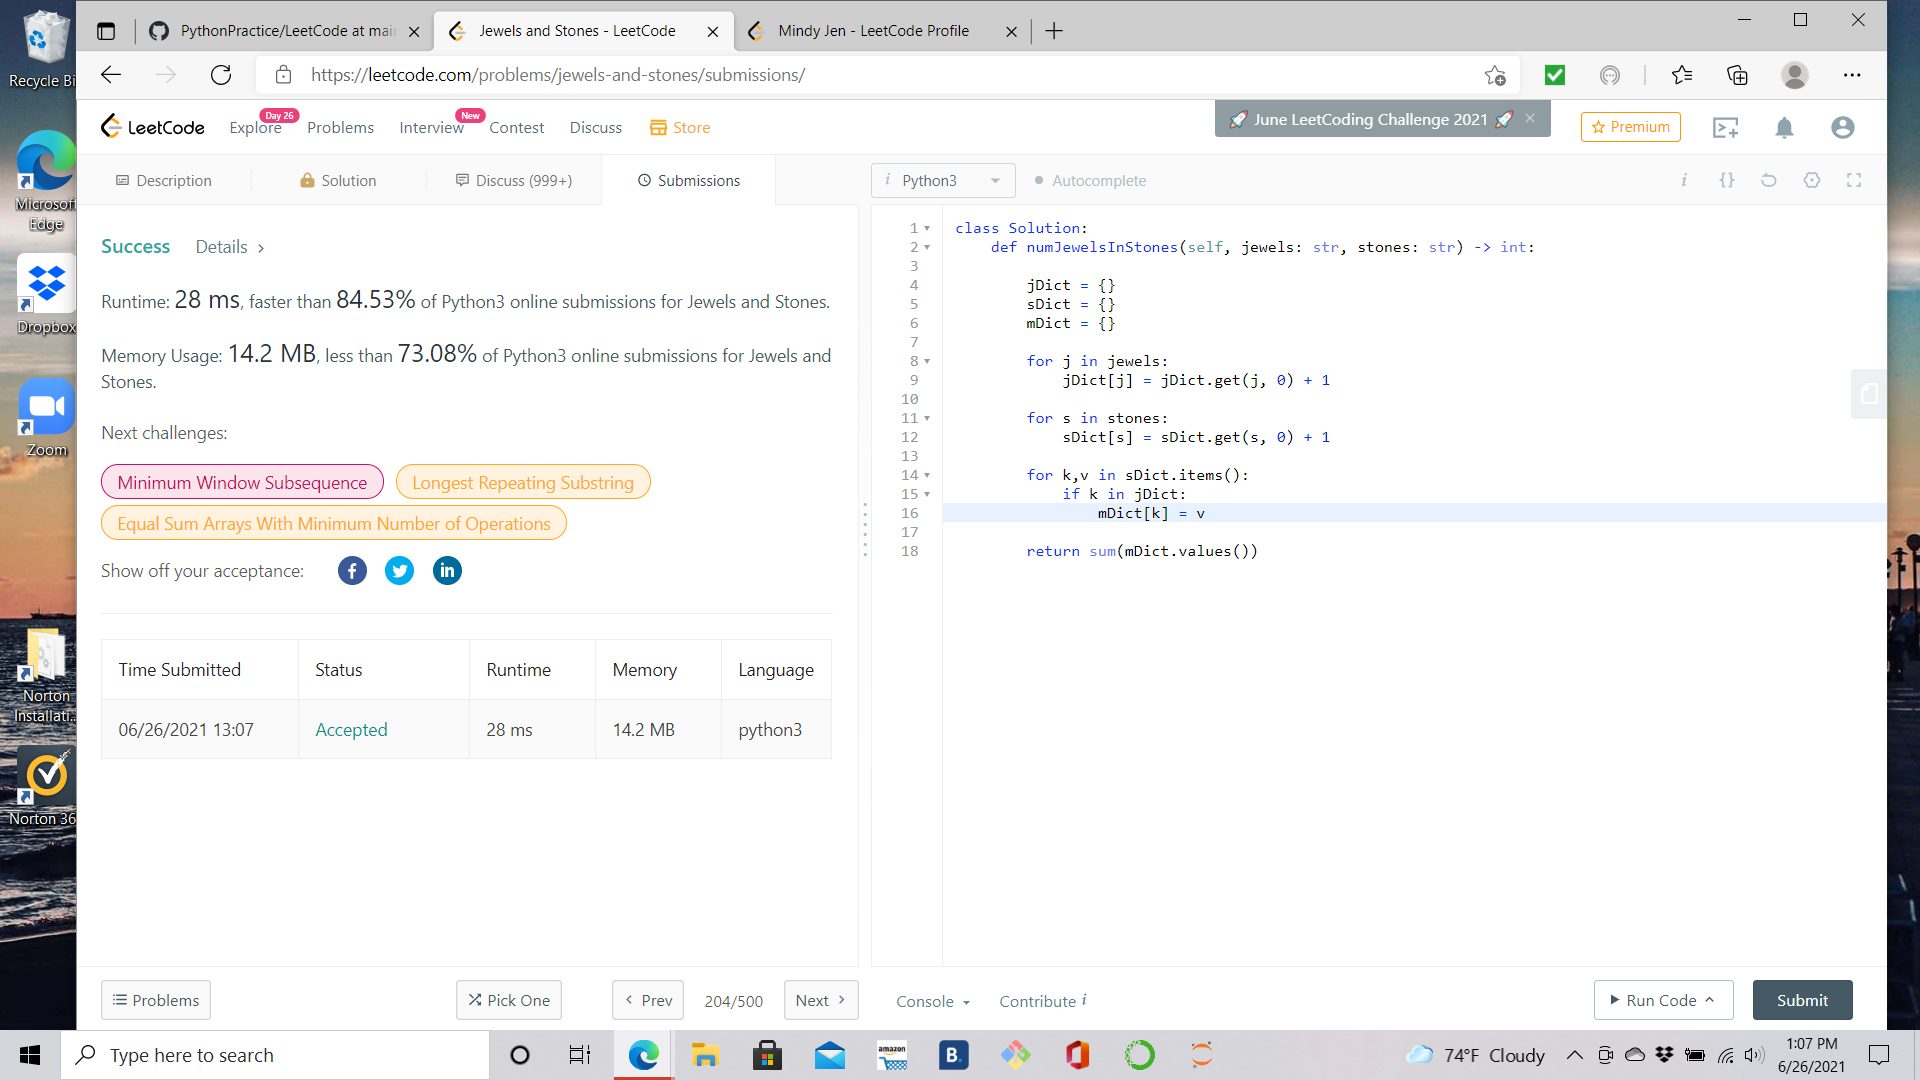 Recycle Bi
Microsof
Edge
Dropbox
Zoom
Norton
Installati...
Norton 36
PythonPractice/LeetCode at mai
Jewels and Stones - LeetCode
Mindy Jen - LeetCode Profile
https://leetcode.com/problems/jewels-and-stones/submissions/
LeetCode
Explore
Day 26
Problems
Interview
New
Contest
Discuss
Store
🚀 June LeetCoding Challenge 2021 🚀
Premium
Description
Solution
Discuss (999+)
Submissions
i Python3
Autocomplete
i
{}
Success
Details >
Runtime: 28 ms, faster than 84.53% of Python3 online submissions for Jewels and Stones.
Memory Usage: 14.2 MB, less than 73.08% of Python3 online submissions for Jewels and
Stones.
Next challenges:
Minimum Window Subsequence
Longest Repeating Substring
Equal Sum Arrays With Minimum Number of Operations
Show off your acceptance:
Time Submitted Status Runtime Memory Language
06/26/2021 13:07 Accepted 28 ms 14.2 MB python3
1 class Solution:
2     def numJewelsInStones(self, jewels: str, stones: str) -> int:
3
4         jDict = {}
5         sDict = {}
6         mDict = {}
7
8         for j in jewels:
9             jDict[j] = jDict.get(j, 0) + 1
10
11         for s in stones:
12             sDict[s] = sDict.get(s, 0) + 1
13
14         for k,v in sDict.items():
15             if k in jDict:
16                 mDict[k] = v
17
18         return sum(mDict.values())
Problems
Pick One
< Prev
204/500
Next >
Console
Contribute i
Run Code
Submit
Type here to search
amazon
B.
74°F Cloudy
1:07 PM
6/26/2021